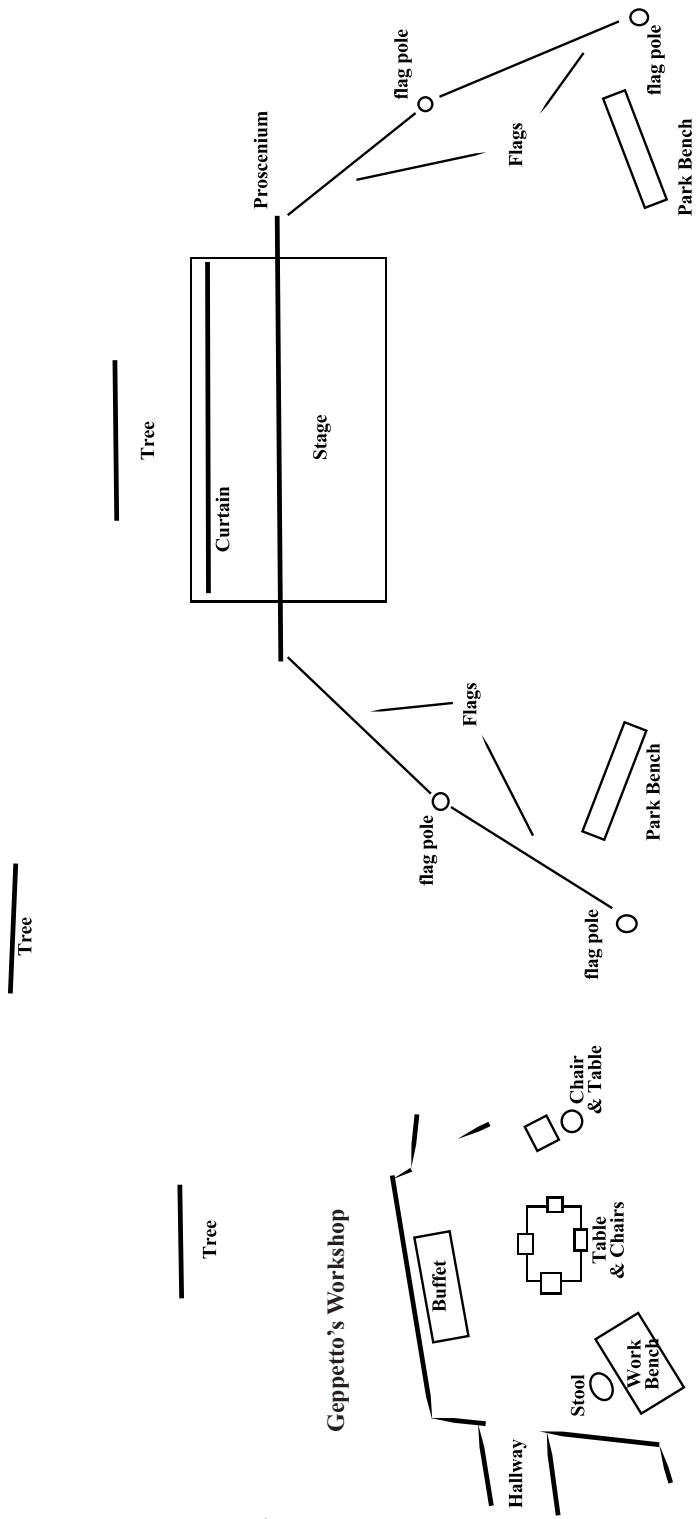 Tree
Tree
Tree
Curtain
Proscenium
Stage
Geppetto’s Workshop
flag pole
flag pole
Buffet
Flags
Hallway
Flags
Stool
Chair
& Table
flag pole
Table
& Chairs
Work
Bench
Park Bench
flag pole
Park Bench